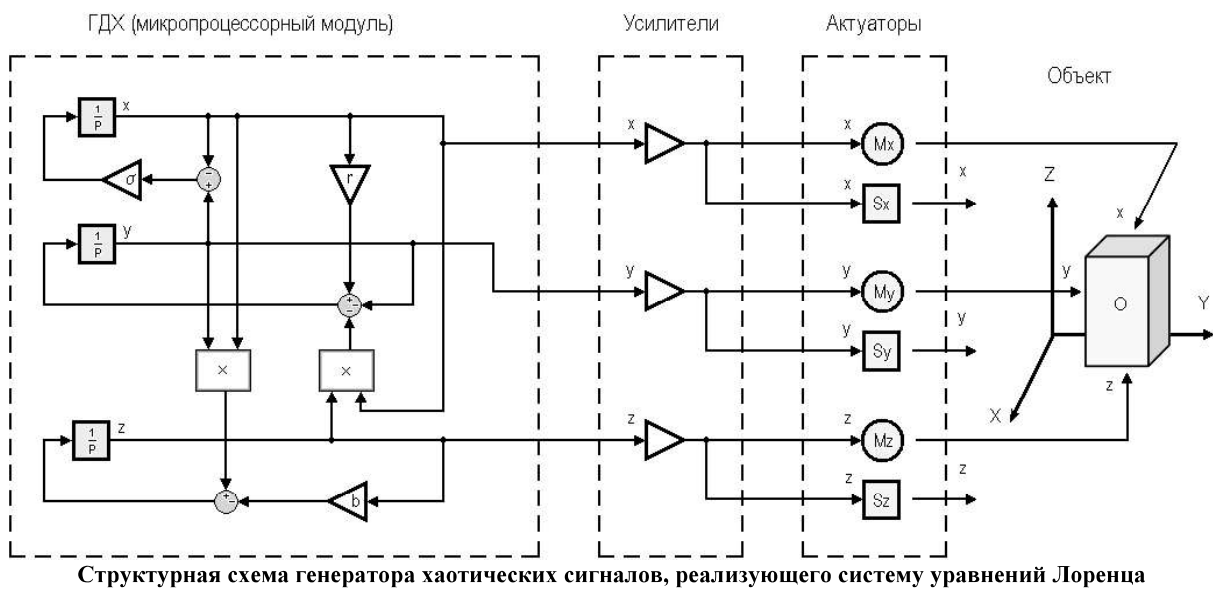 ГДХ (микропроцессорный модуль)
Усилители
Актуаторы
Объект
1
P
x
σ
-
+
r
x
x
Mx
x
Sx
x
Z
x
1
P
y
+
-
-
y
y
My
y
Sy
y
y
O
Y
X
z
×
×
1
P
z
+
-
b
z
z
Mz
z
Sz
z
Структурная схема генератора хаотических сигналов, реализующего систему уравнений Лоренца